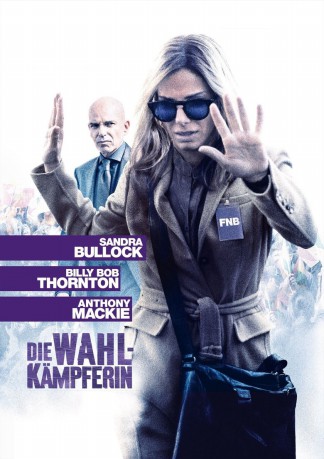 FNB
SANDRA
BULLOCK
BILLY BOB
THORNTON
ANTHONY
MACKIE
DIE WAHL-
KÄMPFERIN